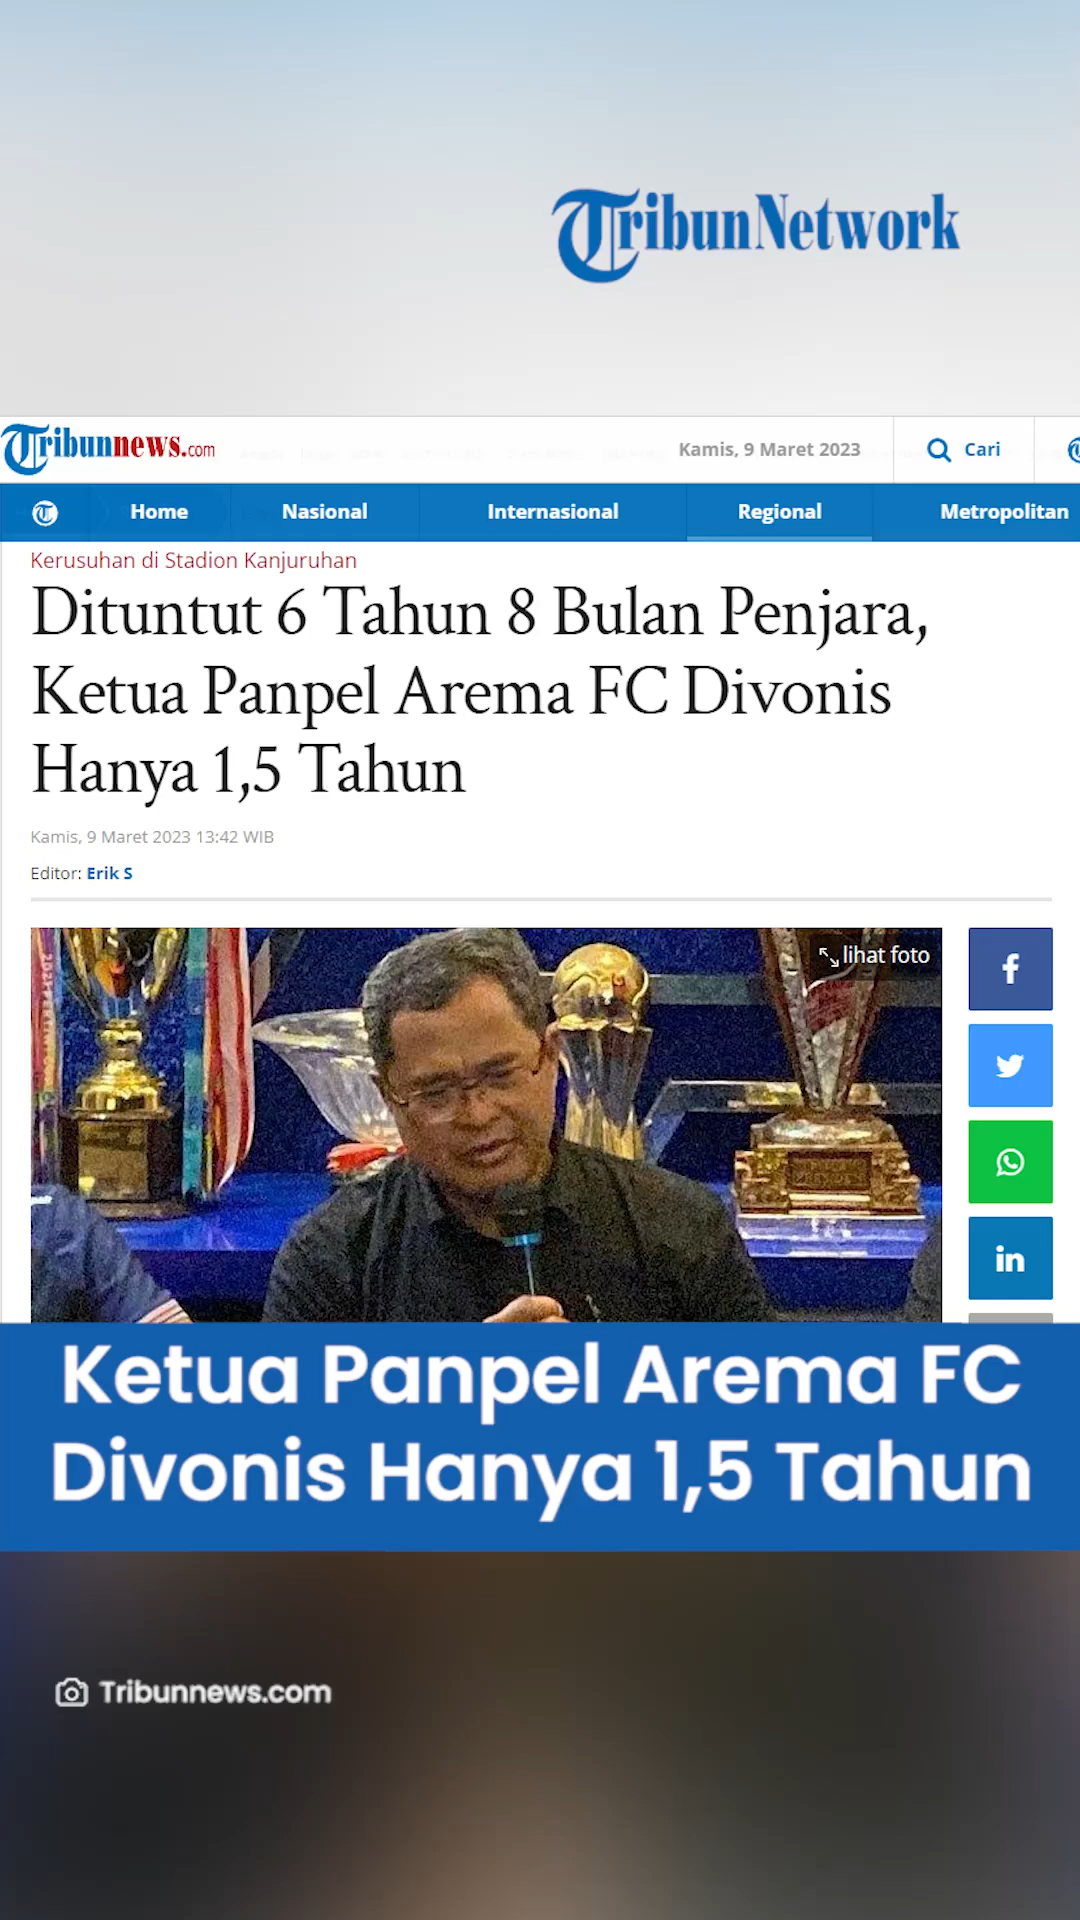 TribunNetwork
Tribunnews.com
Kamis, 9 Maret 2023
Cari
Home
Nasional
Internasional
Regional
Metropolitan
Kerusuhan di Stadion Kanjuruhan
Dituntut 6 Tahun 8 Bulan Penjara,
Ketua Panpel Arema FC Divonis
Hanya 1,5 Tahun
Kamis, 9 Maret 2023 13:42 WIB
Editor: Erik S
lihat foto
Ketua Panpel Arema FC
Divonis Hanya 1,5 Tahun
Tribunnews.com